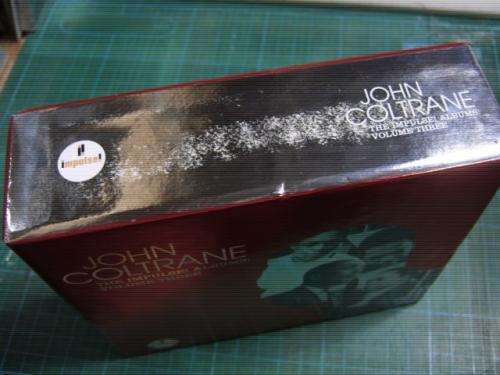 JOHN
COLTRANE
THE IMPULSE! ALBUMS:
VOLUME THREE
impulse!
JOHN
COLTRANE
THE IMPULSE! ALBUMS:
VOLUME THREE